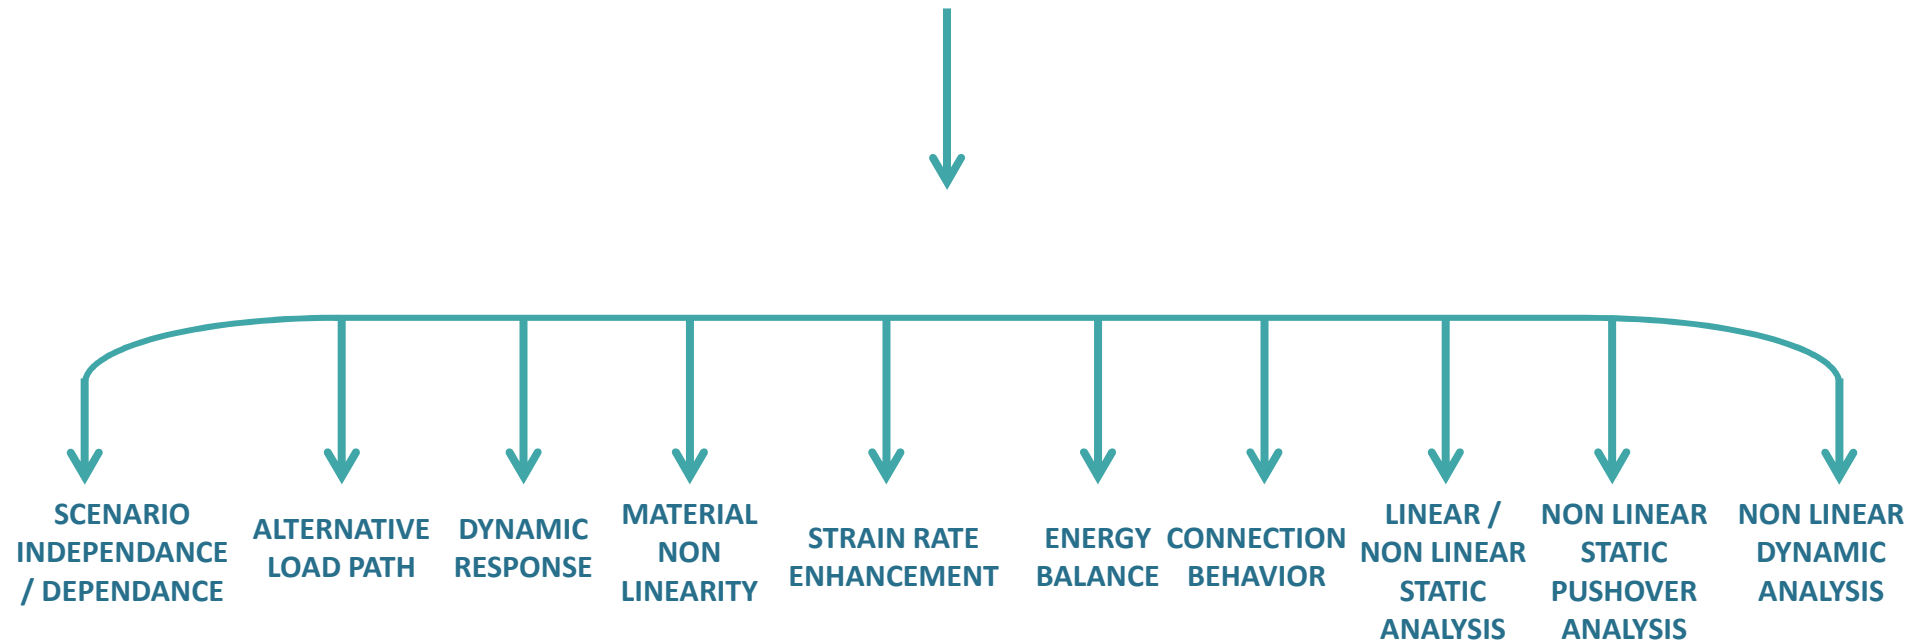 SCENARIO
INDEPENDANCE
/ DEPENDANCE
ALTERNATIVE
LOAD PATH
DYNAMIC
RESPONSE
MATERIAL
NON
LINEARITY
STRAIN RATE
ENHANCEMENT
ENERGY
BALANCE
CONNECTION
BEHAVIOR
LINEAR /
NON LINEAR
STATIC
ANALYSIS
NON LINEAR
STATIC
PUSHOVER
ANALYSIS
NON LINEAR
DYNAMIC
ANALYSIS